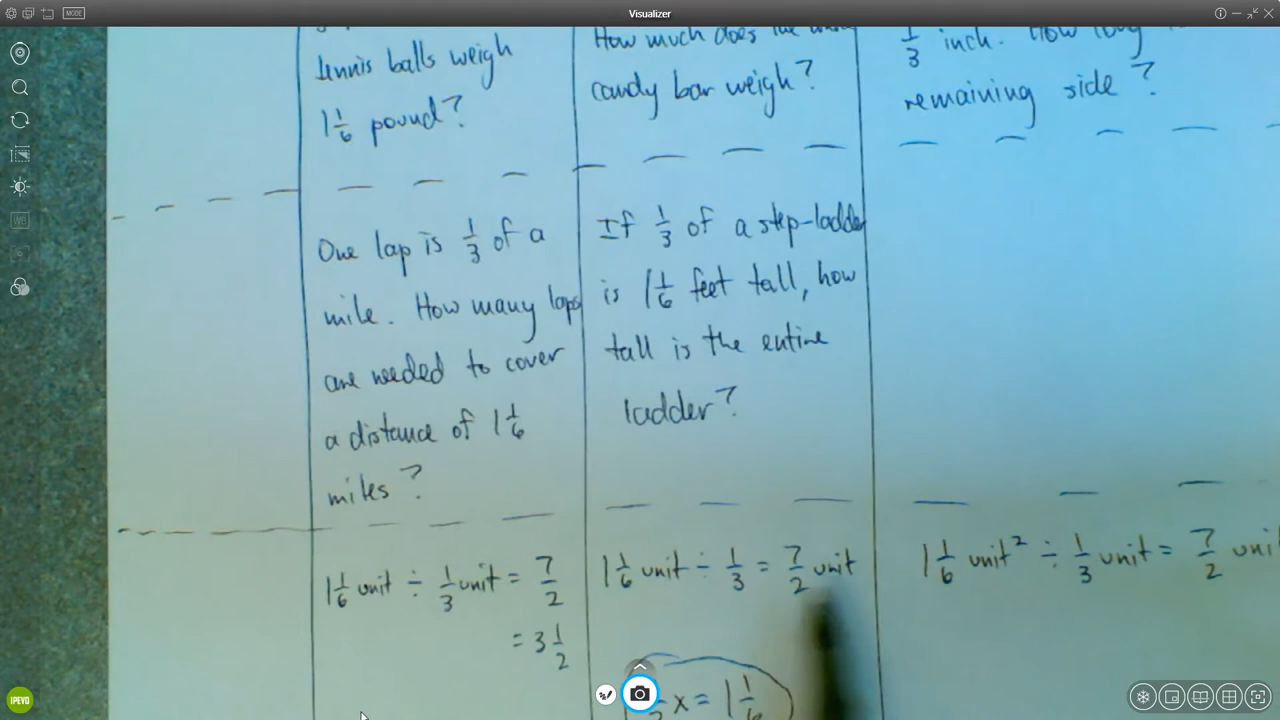 MODE
Visualizer
tennis balls weigh
1 1/6 pound?
How much does the
candy bar weigh?
1/3 inch. How long
remaining side?
One lap is 1/3 of a
mile. How many laps
are needed to cover
a distance of 1 1/6
miles?
If 1/3 of a step-ladder
is 1 1/6 feet tall, how
tall is the entire
ladder?
1 1/6 unit ÷ 1/3 unit = 7/2
= 3 1/2
1 1/6 unit ÷ 1/3 = 7/2 unit
x = 1 1/6
1 1/6 unit² ÷ 1/3 unit = 7/2 uni
WB
IPEVO